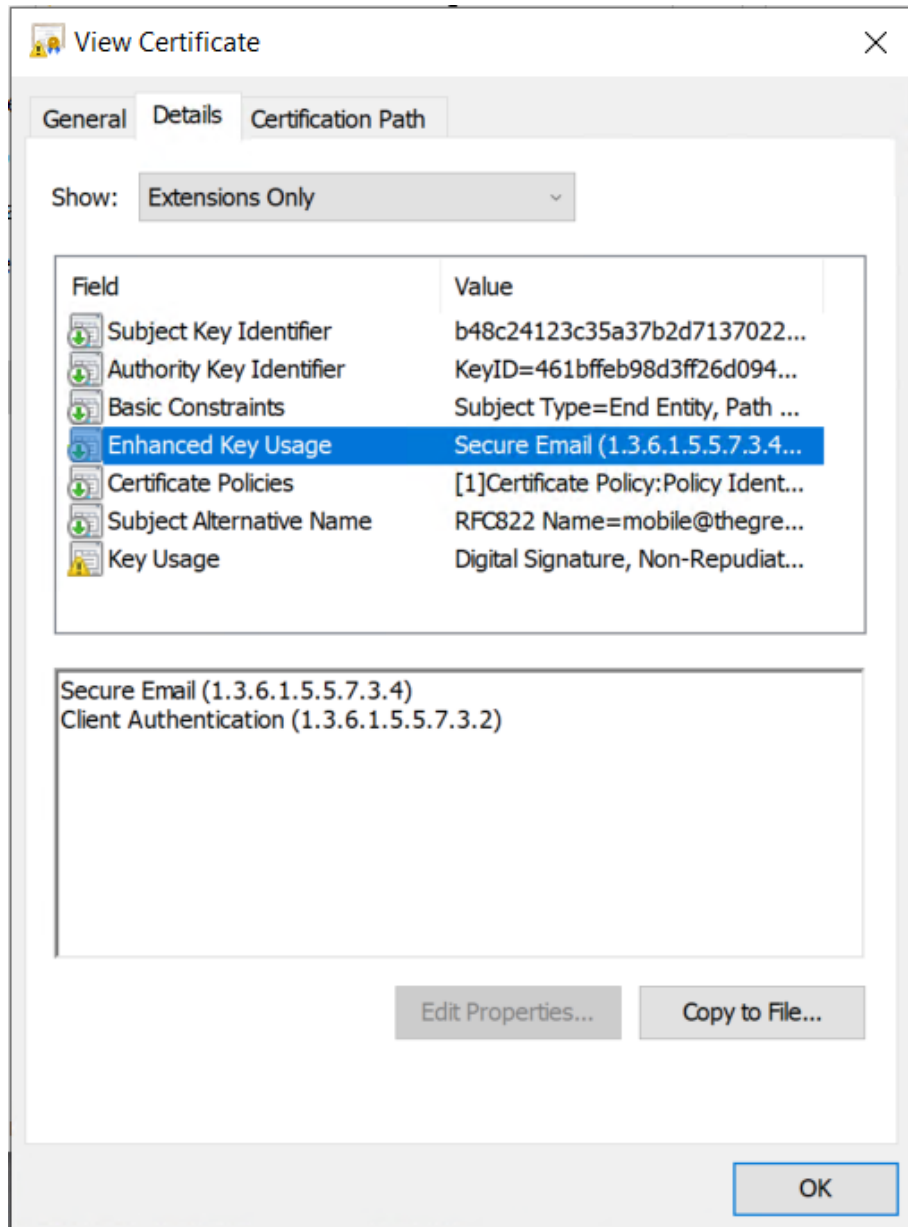 View Certificate
General Details Certification Path
Show: Extensions Only
Field Value
Subject Key Identifier b48c24123c35a37b2d7137022...
Authority Key Identifier KeyID=461bffeb98d3ff26d094...
Basic Constraints Subject Type=End Entity, Path ...
Enhanced Key Usage Secure Email (1.3.6.1.5.5.7.3.4...
Certificate Policies [1]Certificate Policy:Policy Ident...
Subject Alternative Name RFC822 Name=mobile@thegre...
Key Usage Digital Signature, Non-Repudiat...
Secure Email (1.3.6.1.5.5.7.3.4)
Client Authentication (1.3.6.1.5.5.7.3.2)
Edit Properties... Copy to File...
OK